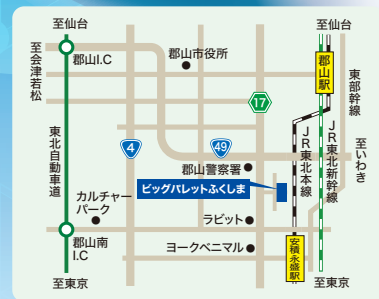 至仙台
至仙台
至会津若松
郡山I.C
郡山市役所
郡山駅
東部幹線
17
4
49
東北自動車道
JR東北本線
JR東北新幹線
至いわき
郡山警察署
ビッグパレットふくしま
カルチャー
パーク
ラビット
郡山南
I.C
ヨークベニマル
安積永盛駅
至東京
至東京